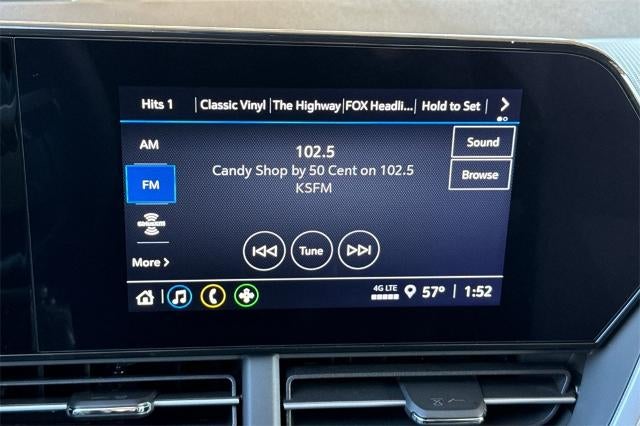 Hits 1 Classic Vinyl The Highway FOX Headli... Hold to Set
AM
102.5
Sound
Candy Shop by 50 Cent on 102.5
KSFM
Browse
FM
SIRIUSXM
Tune
More
4G LTE
57° 1:52